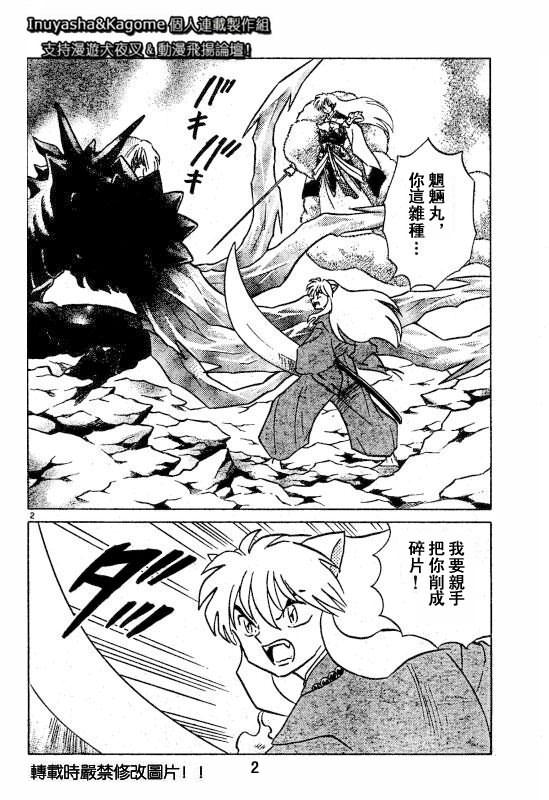 Inuyasha&Kagome 個人連載製作組
支持漫遊犬夜叉 & 動漫飛揚論壇!
魍魎丸,
你這雜種…
バキバキ
2
我要親手
把你削成
碎片!
ダッ
轉載時嚴禁修改圖片!!
2